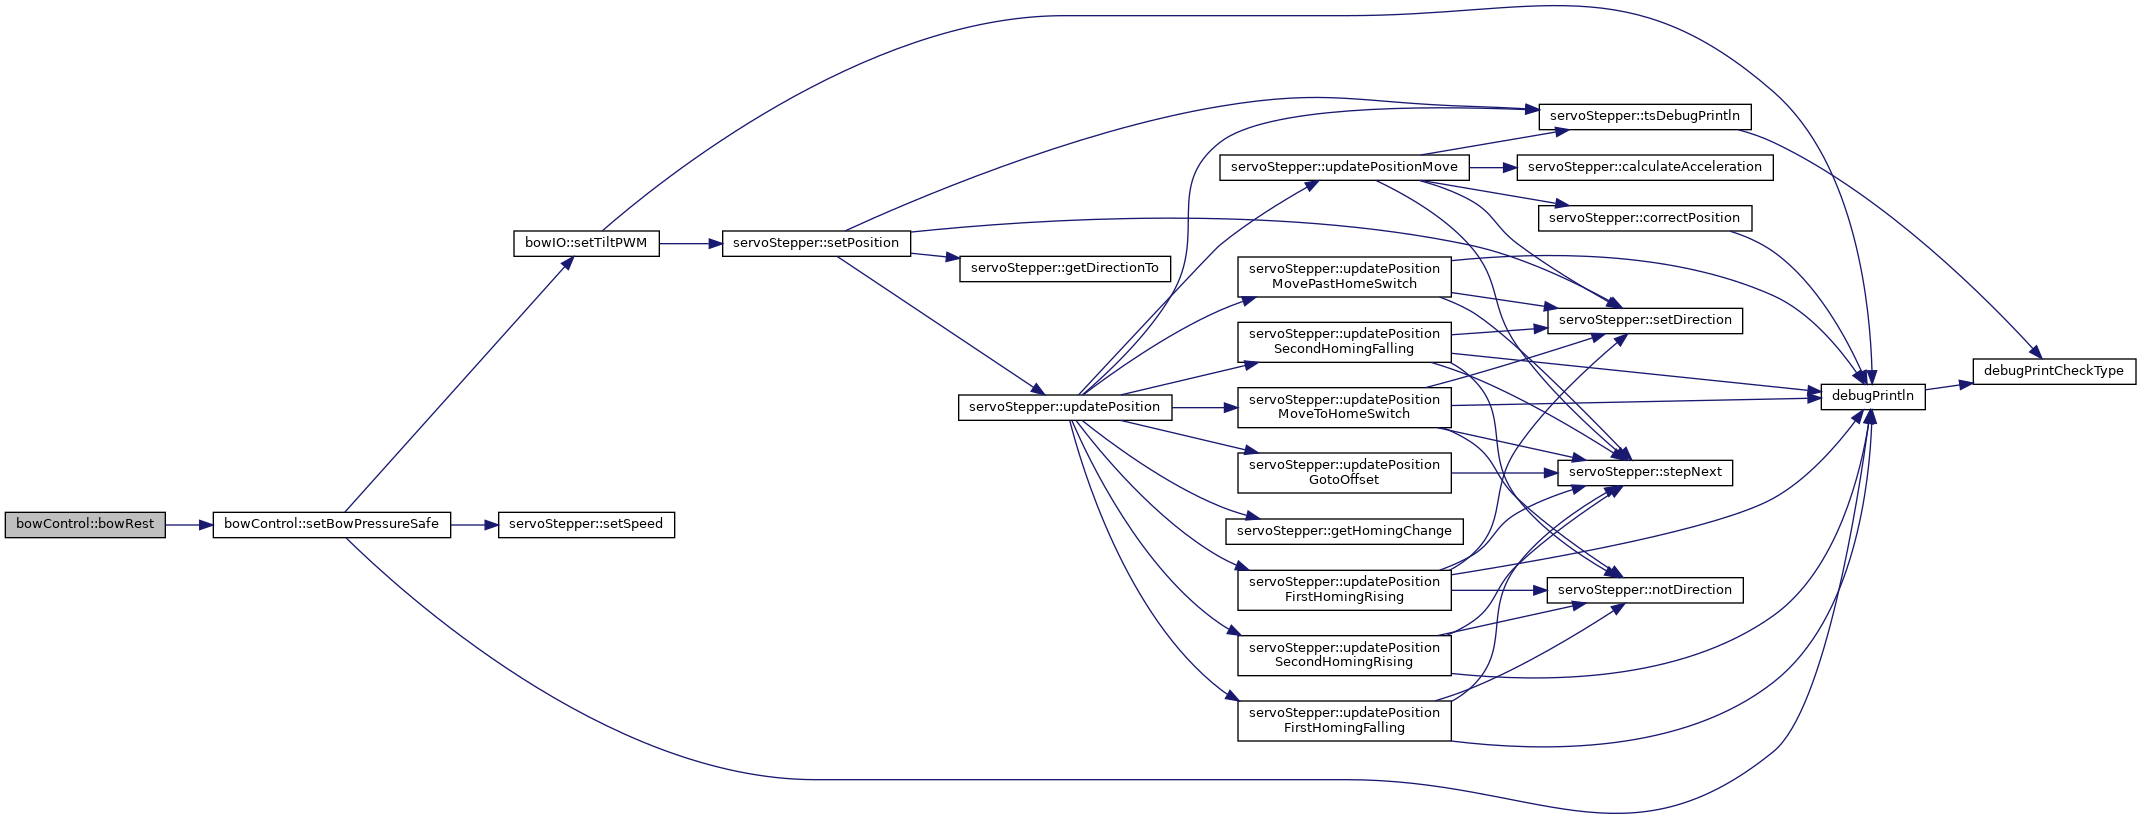 bowControl::bowRest
bowControl::setBowPressureSafe
bowIO::setTiltPWM
servoStepper::setSpeed
servoStepper::setPosition
servoStepper::getDirectionTo
servoStepper::updatePosition
servoStepper::updatePositionMove
servoStepper::updatePosition
MovePastHomeSwitch
servoStepper::updatePosition
SecondHomingFalling
servoStepper::updatePosition
MoveToHomeSwitch
servoStepper::updatePosition
GotoOffset
servoStepper::getHomingChange
servoStepper::updatePosition
FirstHomingRising
servoStepper::updatePosition
SecondHomingRising
servoStepper::updatePosition
FirstHomingFalling
servoStepper::tsDebugPrintln
servoStepper::calculateAcceleration
servoStepper::correctPosition
servoStepper::setDirection
servoStepper::stepNext
servoStepper::notDirection
debugPrintln
debugPrintCheckType